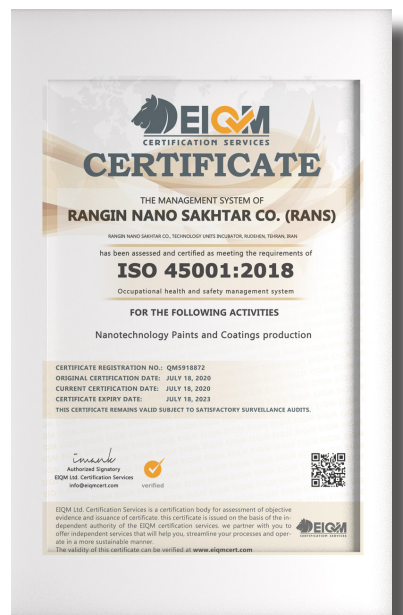 EIQM
CERTIFICATION SERVICES
CERTIFICATE
THE MANAGEMENT SYSTEM OF
RANGIN NANO SAKHTAR CO. (RANS)
RANGIN NANO SAKHTAR CO., TECHNOLOGY UNITS INCUBATOR, RUDEHEN, TEHRAN, IRAN
has been assessed and certified as meeting the requirements of
ISO 45001:2018
Occupational health and safety management system
FOR THE FOLLOWING ACTIVITIES
Nanotechnology Paints and Coatings production
CERTIFICATE REGISTRATION NO.: QM5918872
ORIGINAL CERTIFICATION DATE: JULY 18, 2020
CURRENT CERTIFICATION DATE: JULY 18, 2020
CERTIFICATE EXPIRY DATE: JULY 18, 2023
THIS CERTIFICATE REMAINS VALID SUBJECT TO SATISFACTORY SURVEILLANCE AUDITS.
Authorized Signatory
EIQM Ltd. Certification Services
info@eiqmcert.com
verified
EIQM Ltd. Certification Services is a certification body for assessment of objective
evidence and issuance of certificate. this certificate is issued on the basis of the in-
dependent authority of the EIQM certification services. we partner with you to
offer independent services that will help you, streamline your processes and oper-
ate in a more sustainable manner.
The validity of this certificate can be verified at www.eiqmcert.com
EIQM
CERTIFICATION SERVICES